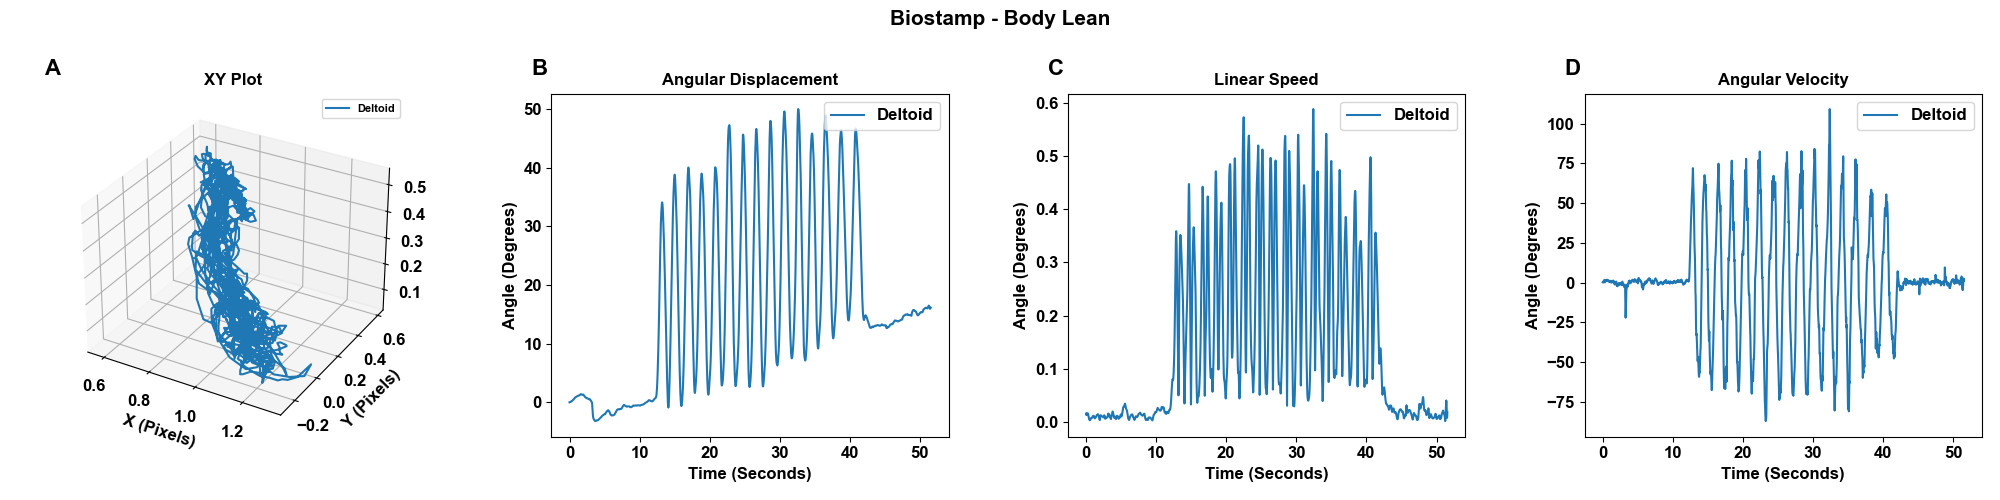 Biostamp - Body Lean
A
XY Plot
Deltoid
0.5
0.4
0.3
0.2
0.1
0.6
0.8
1.0
1.2
X (Pixels)
−0.2
0.0
0.2
0.4
0.6
Y (Pixels)
B
Angular Displacement
Deltoid
50
40
30
20
10
0
Angle (Degrees)
0 10 20 30 40 50
Time (Seconds)
C
Linear Speed
Deltoid
0.6
0.5
0.4
0.3
0.2
0.1
0.0
Angle (Degrees)
0 10 20 30 40 50
Time (Seconds)
D
Angular Velocity
Deltoid
100
75
50
25
0
−25
−50
−75
Angle (Degrees)
0 10 20 30 40 50
Time (Seconds)